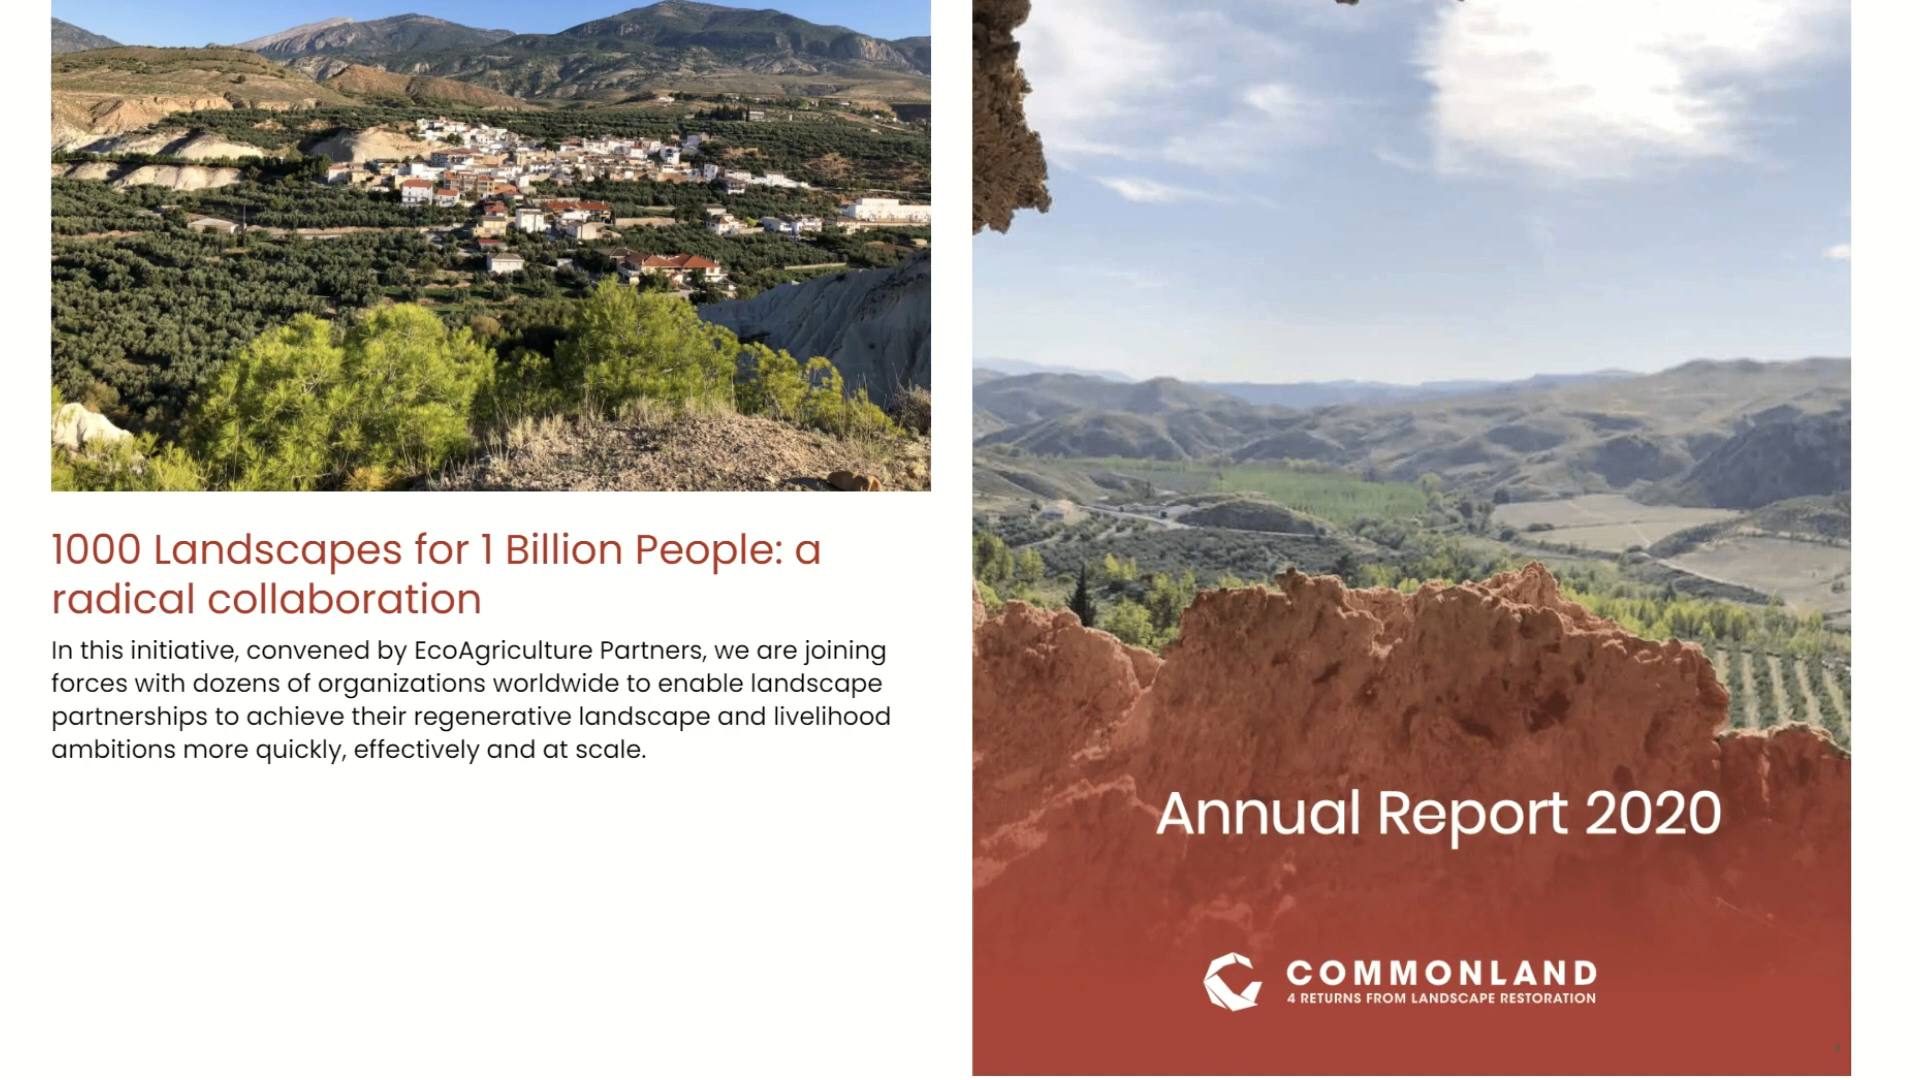 1000 Landscapes for 1 Billion People: a
radical collaboration
In this initiative, convened by EcoAgriculture Partners, we are joining
forces with dozens of organizations worldwide to enable landscape
partnerships to achieve their regenerative landscape and livelihood
ambitions more quickly, effectively and at scale.
Annual Report 2020
COMMONLAND
4 RETURNS FROM LANDSCAPE RESTORATION